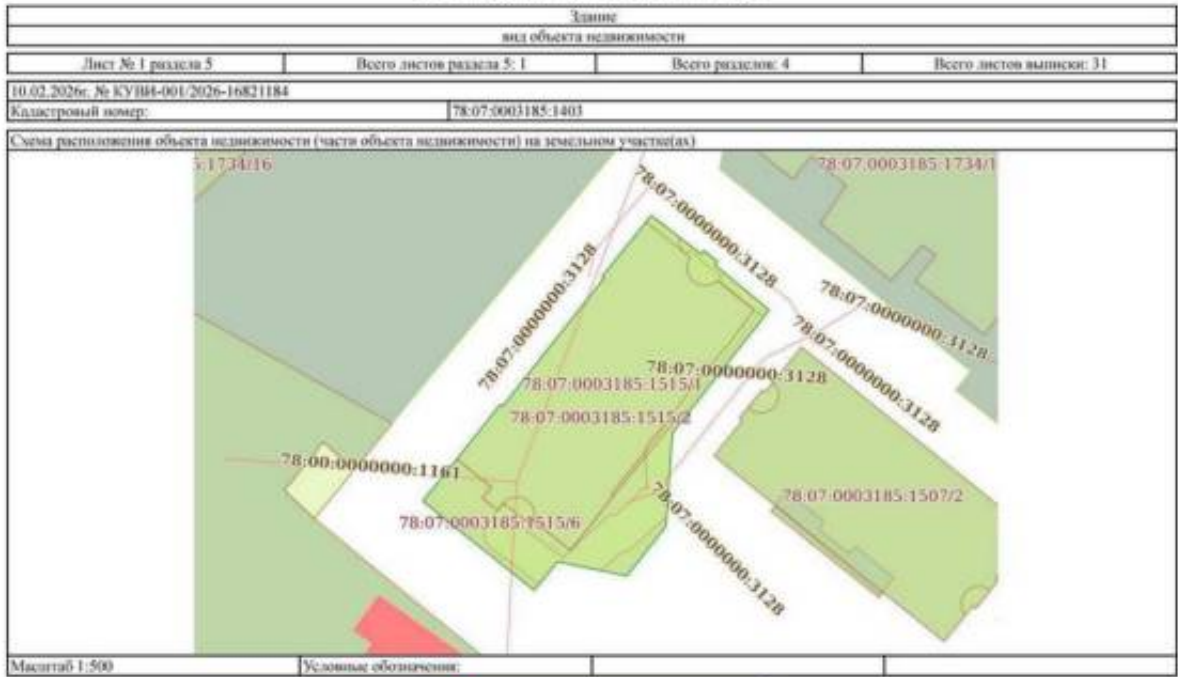 Здание
вид объекта недвижимости
Лист № 1 раздела 5 Всего листов раздела 5: 1 Всего разделов: 4 Всего листов выписки: 31
10.02.2026г. № КУВИ-001/2026-16821184
Кадастровый номер: 78:07:0003185:1403
Схема расположения объекта недвижимости (части объекта недвижимости) на земельном участке(ах)
5:1734/16
78:07:0003185:1734/1
78:07:0000000:3128
78:07:0000000:3128
78:07:0000000:3128
78:07:0000000:3128
78:07:0000000:3128
78:07:0003185:1515/1
78:07:0003185:1515/2
78:00:0000000:1161
78:07:0003185:1507/2
78:07:0003185:1515/6
78:07:0000000:3128
Масштаб 1:500 Условные обозначения: